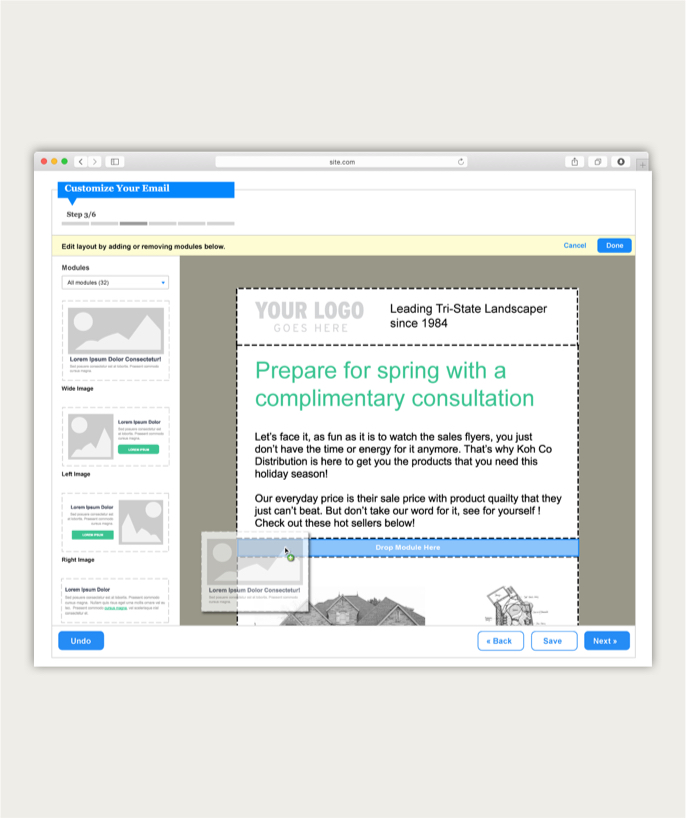 site.com
Customize Your Email
Step 3/6
Edit layout by adding or removing modules below.
Cancel
Done
Modules
All modules (32)
Lorem Ipsum Dolor Consectetur!
Wide Image
Lorem Ipsum Dolor
LOREM IPSUM
Left Image
Lorem Ipsum Dolor
LOREM IPSUM
Right Image
Lorem Ipsum Dolor
YOUR LOGO
GOES HERE
Leading Tri-State Landscaper
since 1984
Prepare for spring with a
complimentary consultation
Let's face it, as fun as it is to watch the sales flyers, you just
don't have the time or energy for it anymore. That's why Koh Co
Distribution is here to get you the products that you need this
holiday season!
Our everyday price is their sale price with product quailty that they
just can't beat. But don't take our word for it, see for yourself !
Check out these hot sellers below!
Drop Module Here
Lorem Ipsum Dolor Consectetur!
Undo
« Back
Save
Next »